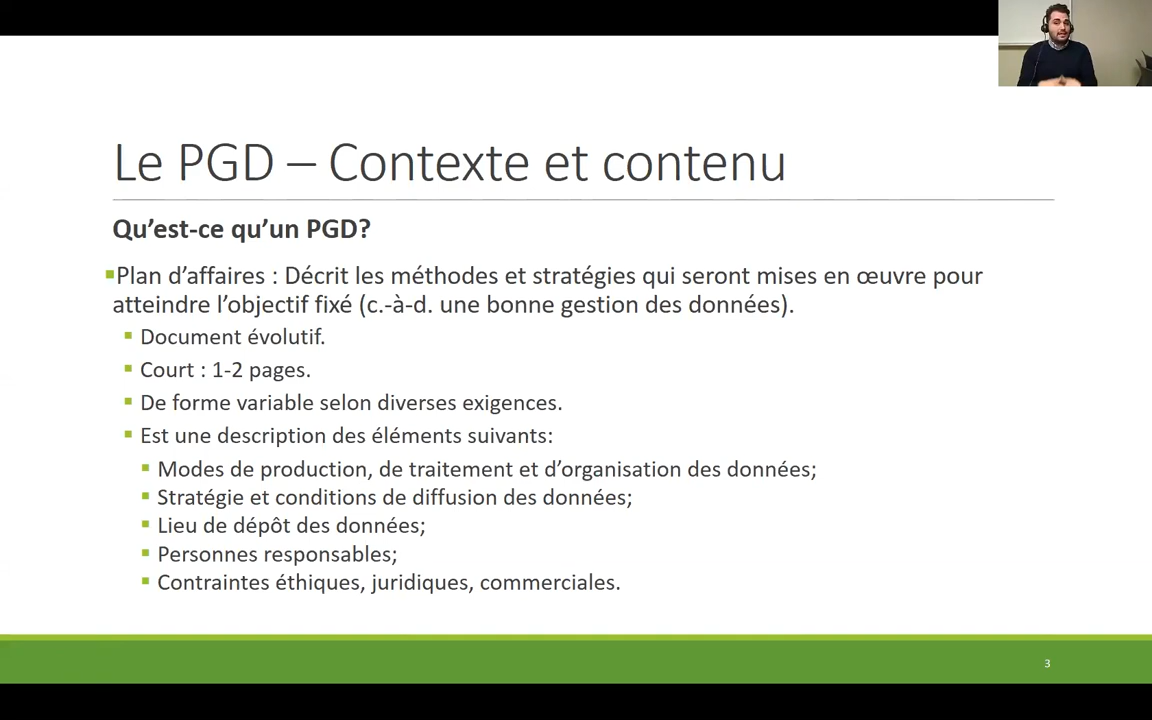 Le PGD – Contexte et contenu
Qu’est-ce qu’un PGD?
Plan d’affaires : Décrit les méthodes et stratégies qui seront mises en œuvre pour
atteindre l’objectif fixé (c.-à-d. une bonne gestion des données).
Document évolutif.
Court : 1-2 pages.
De forme variable selon diverses exigences.
Est une description des éléments suivants:
Modes de production, de traitement et d’organisation des données;
Stratégie et conditions de diffusion des données;
Lieu de dépôt des données;
Personnes responsables;
Contraintes éthiques, juridiques, commerciales.
3